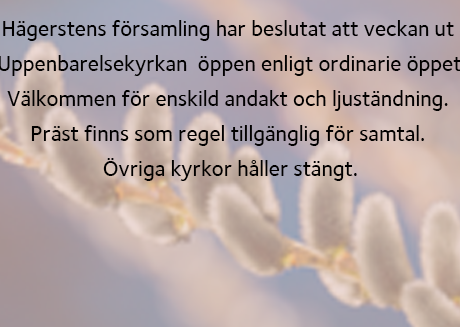 Hägerstens församling har beslutat att veckan ut
Uppenbarelsekyrkan öppen enligt ordinarie öppet
Välkommen för enskild andakt och ljuständning.
Präst finns som regel tillgänglig för samtal.
Övriga kyrkor håller stängt.